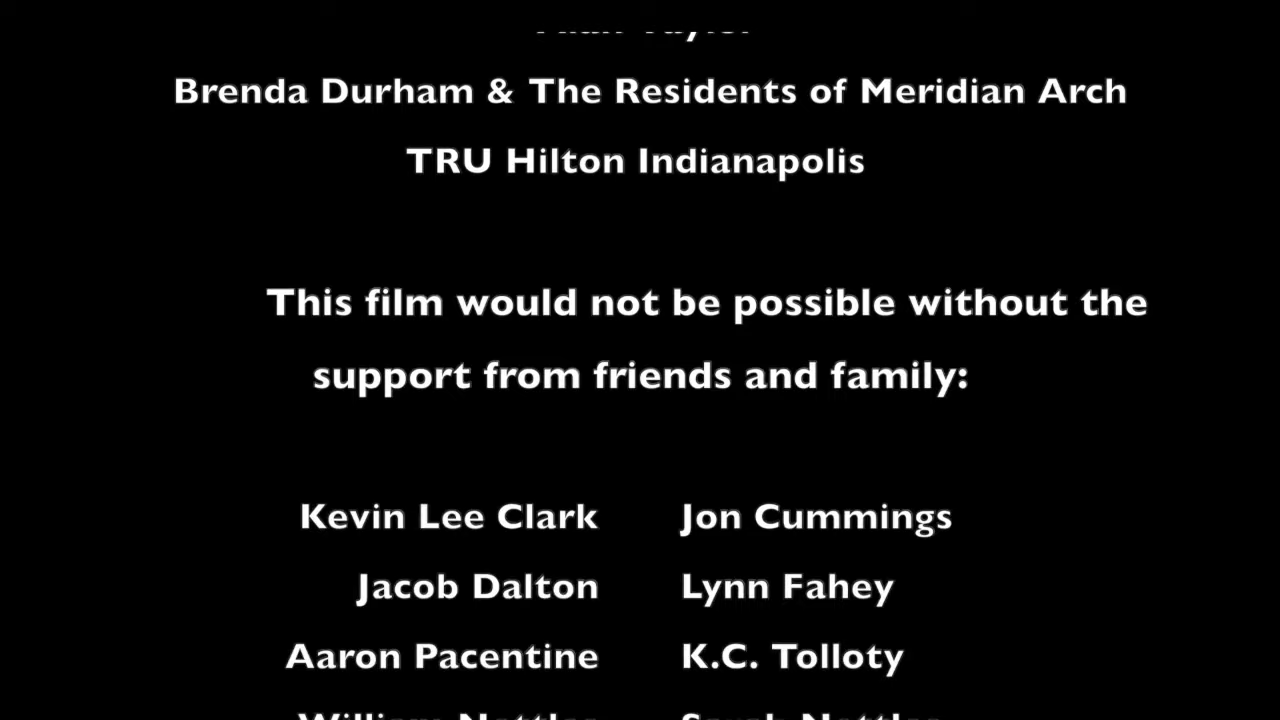 Brenda Durham & The Residents of Meridian Arch
TRU Hilton Indianapolis
This film would not be possible without the
support from friends and family:
Kevin Lee Clark Jon Cummings
Jacob Dalton Lynn Fahey
Aaron Pacentine K.C. Tolloty